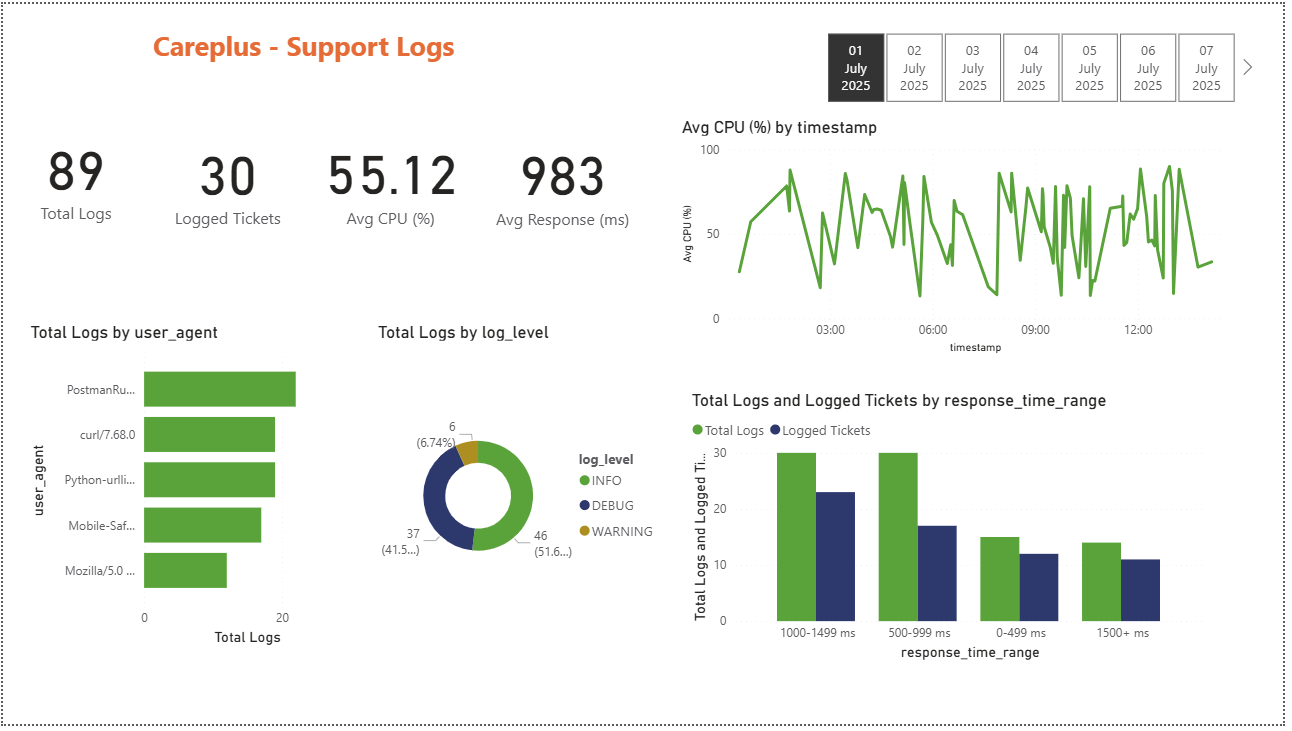 Careplus - Support Logs
01 July 2025
02 July 2025
03 July 2025
04 July 2025
05 July 2025
06 July 2025
07 July 2025
89
Total Logs
30
Logged Tickets
55.12
Avg CPU (%)
983
Avg Response (ms)
Avg CPU (%) by timestamp
Avg CPU (%)
100
50
0
03:00
06:00
09:00
12:00
timestamp
Total Logs by user_agent
user_agent
PostmanRu...
curl/7.68.0
Python-urlli...
Mobile-Saf...
Mozilla/5.0 ...
0
20
Total Logs
Total Logs by log_level
6
(6.74%)
37
(41.5...)
46
(51.6...)
log_level
INFO
DEBUG
WARNING
Total Logs and Logged Tickets by response_time_range
Total Logs
Logged Tickets
Total Logs and Logged Ti...
30
20
10
0
1000-1499 ms
500-999 ms
0-499 ms
1500+ ms
response_time_range